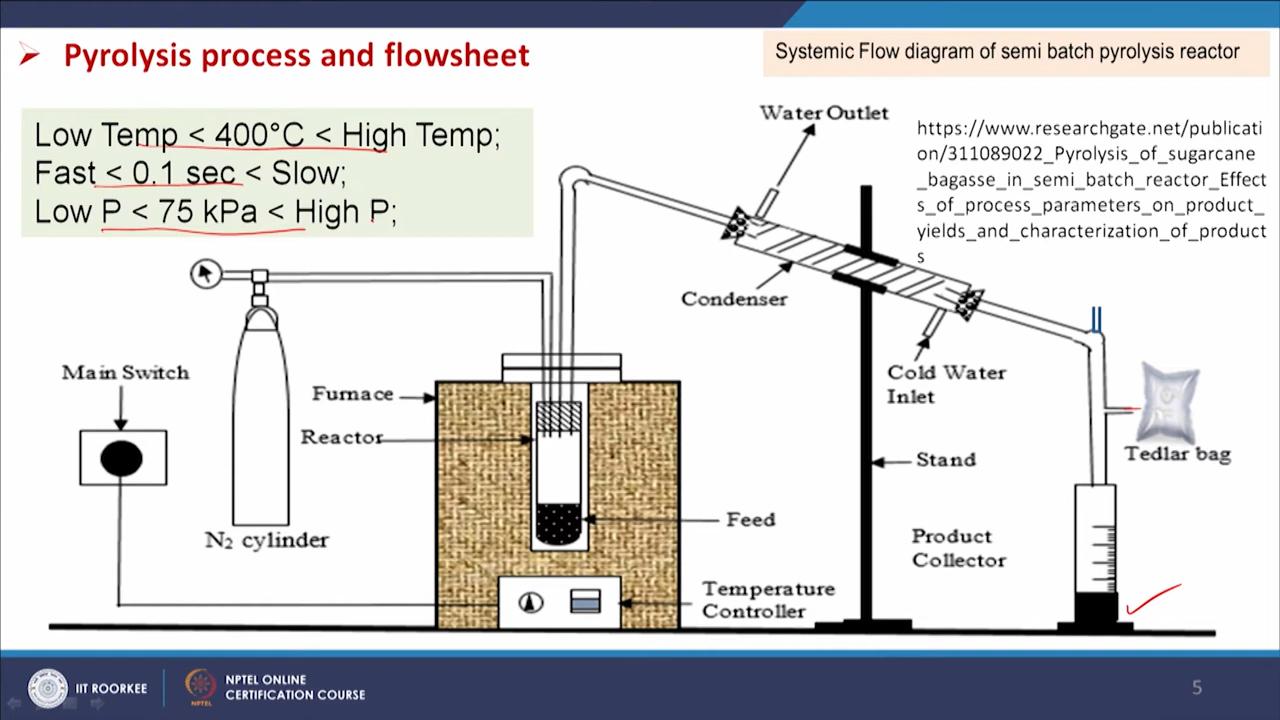 Pyrolysis process and flowsheet
Systemic Flow diagram of semi batch pyrolysis reactor
Low Temp < 400°C < High Temp;
Fast < 0.1 sec < Slow;
Low P < 75 kPa < High P;
Water Outlet
https://www.researchgate.net/publicati
on/311089022_Pyrolysis_of_sugarcane
_bagasse_in_semi_batch_reactor_Effect
s_of_process_parameters_on_product_
yields_and_characterization_of_product
s
Condenser
Main Switch
Furnace
Reactor
Cold Water
Inlet
Tedlar bag
Stand
N₂ cylinder
Feed
Product
Collector
Temperature
Controller
IIT ROORKEE
NPTEL
NPTEL ONLINE
CERTIFICATION COURSE
5